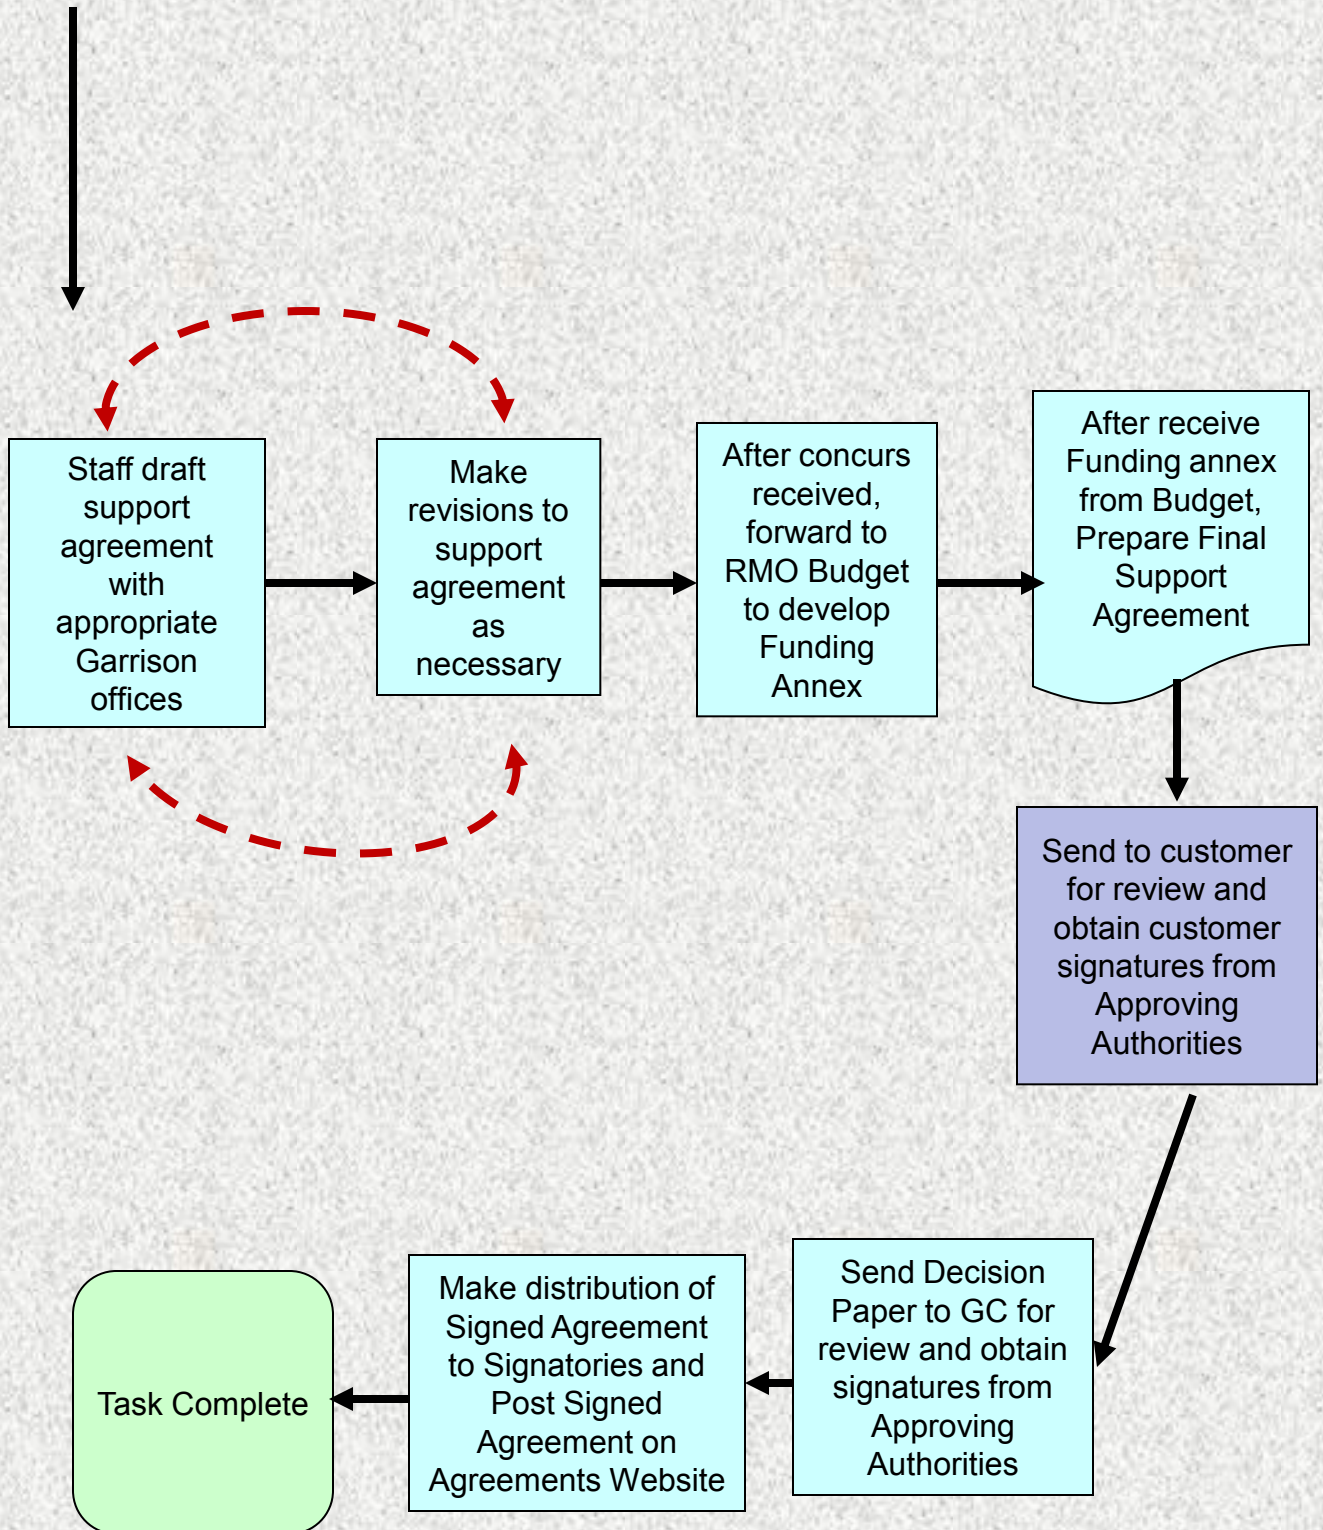 Staff draft
support
agreement
with
appropriate
Garrison
offices
Make
revisions to
support
agreement
as
necessary
After concurs
received,
forward to
RMO Budget
to develop
Funding
Annex
After receive
Funding annex
from Budget,
Prepare Final
Support
Agreement
Send to customer
for review and
obtain customer
signatures from
Approving
Authorities
Send Decision
Paper to GC for
review and obtain
signatures from
Approving
Authorities
Make distribution of
Signed Agreement
to Signatories and
Post Signed
Agreement on
Agreements Website
Task Complete